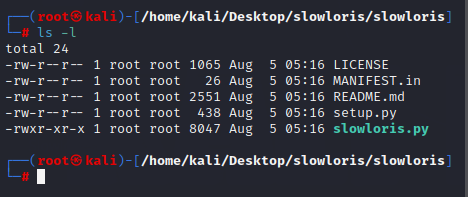 ┌──(root㉿kali)-[/home/kali/Desktop/slowloris/slowloris]
└─# ls -l
total 24
-rw-r--r-- 1 root root 1065 Aug  5 05:16 LICENSE
-rw-r--r-- 1 root root   26 Aug  5 05:16 MANIFEST.in
-rw-r--r-- 1 root root 2551 Aug  5 05:16 README.md
-rw-r--r-- 1 root root  438 Aug  5 05:16 setup.py
-rwxr-xr-x 1 root root 8047 Aug  5 05:16 slowloris.py
┌──(root㉿kali)-[/home/kali/Desktop/slowloris/slowloris]
└─#